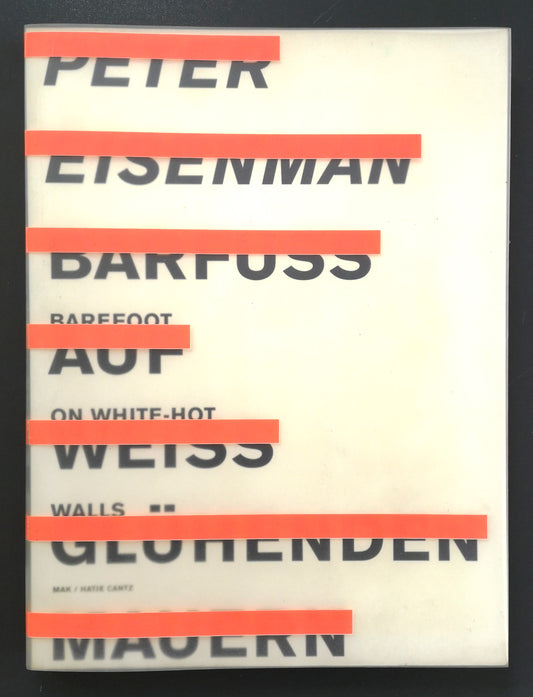 PETER
EISENMAN
BARFUSS
BAREFOOT
AUF
ON WHITE-HOT
WEISS
WALLS
GLÜHENDEN
MAK / HATJE CANTZ
MAUERN